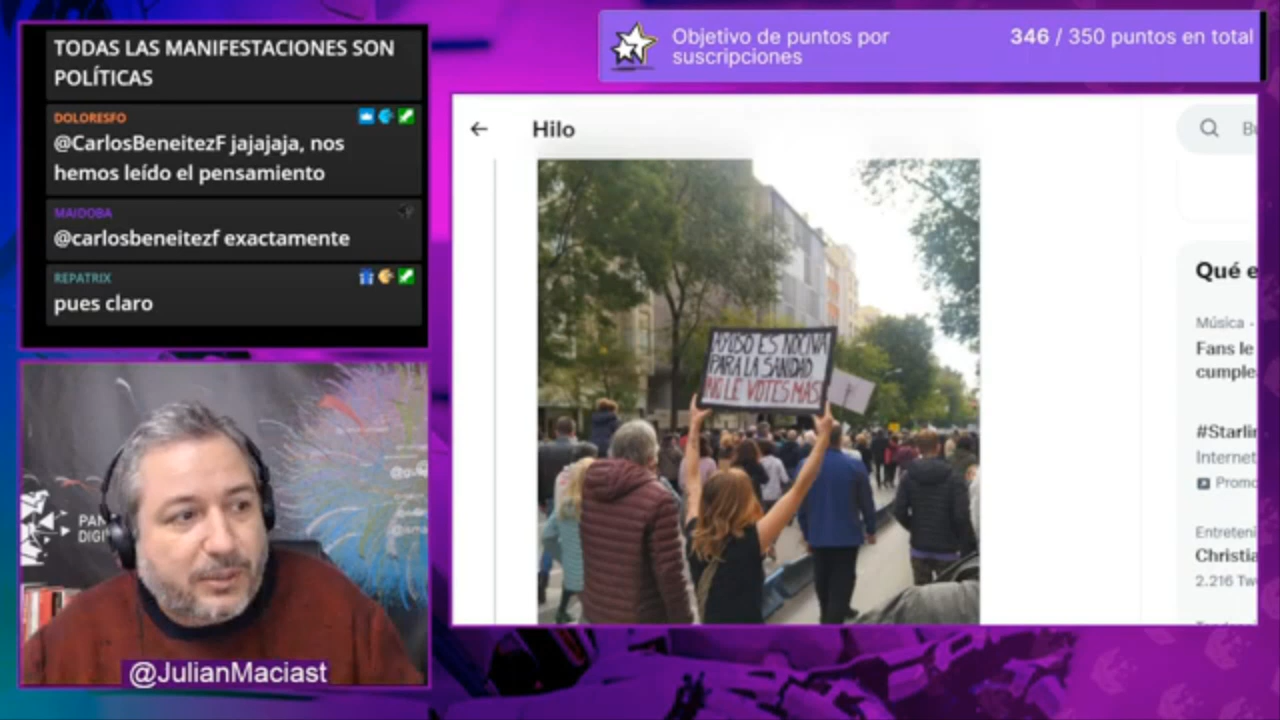 TODAS LAS MANIFESTACIONES SON
POLÍTICAS
DOLORESFO
@CarlosBeneitezF jajajaja, nos
hemos leído el pensamiento
MAIDOBA
@carlosbeneitezf exactamente
REPATRIX
pues claro
@JulianMaciast
Objetivo de puntos por
suscripciones
346 / 350 puntos en total
Hilo
AYUSO ES NOCIVA
PARA LA SANIDAD
NO LE VOTES MAS
Qué e
Música ·
Fans le
cumple
#Starlin
Internet
Promo
Entreteni
Christia
2.216 Tw